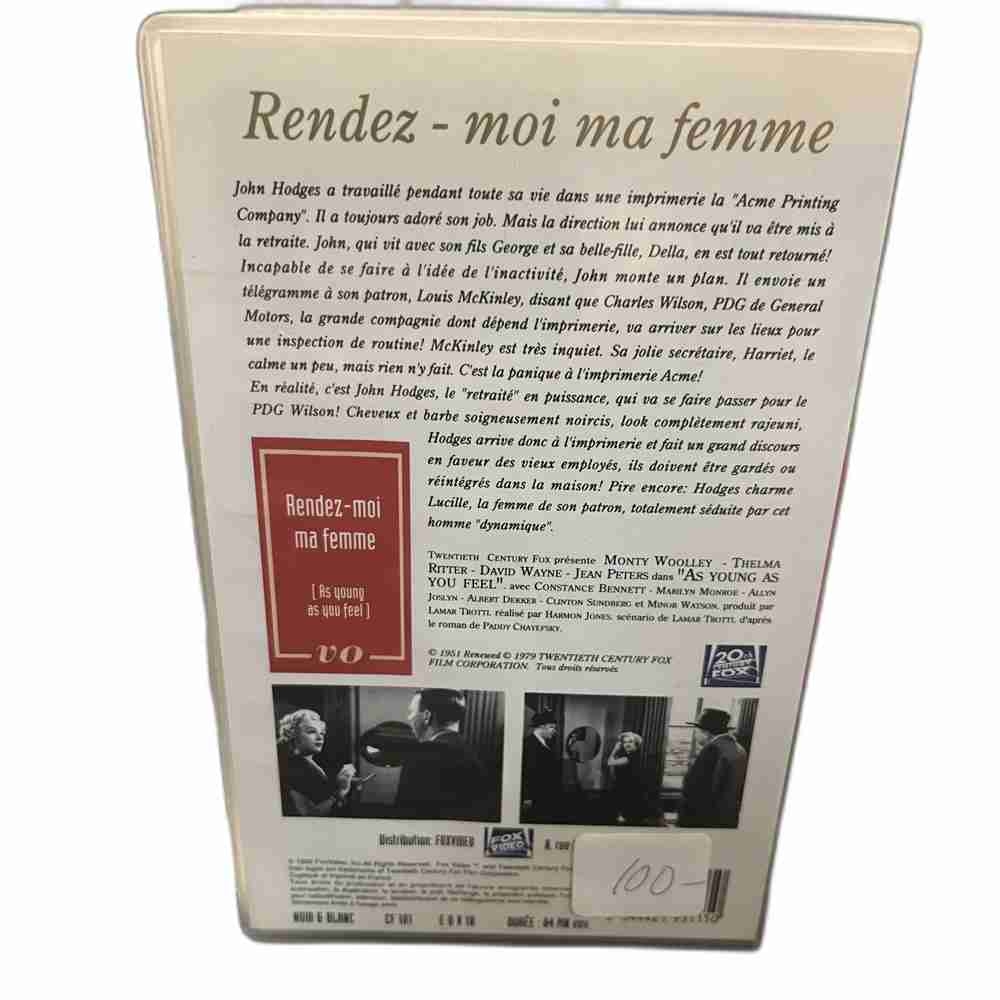 Rendez - moi ma femme
John Hodges a travaillé pendant toute sa vie dans une imprimerie la "Acme Printing
Company". Il a toujours adoré son job. Mais la direction lui annonce qu'il va être mis à
la retraite. John, qui vit avec son fils George et sa belle-fille, Della, en est tout retourné!
Incapable de se faire à l'idée de l'inactivité, John monte un plan. Il envoie un
télégramme à son patron, Louis McKinley, disant que Charles Wilson, PDG de General
Motors, la grande compagnie dont dépend l'imprimerie, va arriver sur les lieux pour
une inspection de routine! McKinley est très inquiet. Sa jolie secrétaire, Harriet, le
calme un peu, mais rien n'y fait. C'est la panique à l'imprimerie Acme!
En réalité, c'est John Hodges, le "retraité" en puissance, qui va se faire passer pour le
PDG Wilson! Cheveux et barbe soigneusement noircis, look complètement rajeuni,
Hodges arrive donc à l'imprimerie et fait un grand discours
en faveur des vieux employés, ils doivent être gardés ou
réintégrés dans la maison! Pire encore: Hodges charme
Lucille, la femme de son patron, totalement séduite par cet
homme "dynamique".
Rendez-moi
ma femme
[ As young
as you feel ]
VO
TWENTIETH CENTURY FOX présente MONTY WOOLLEY - THELMA
RITTER - DAVID WAYNE - JEAN PETERS dans "AS YOUNG AS
YOU FEEL". avec CONSTANCE BENNETT - MARILYN MONROE - ALLYN
JOSLYN - ALBERT DEKKER - CLINTON SUNDBERG et MINOR WATSON, produit par
LAMAR TROTTI, réalisé par HARMON JONES, scénario de LAMAR TROTTI, d'après
le roman de PADDY CHAYEFSKY.
© 1951 Renewed © 1979 TWENTIETH CENTURY FOX
FILM CORPORATION. Tous droits réservés
20th
CENTURY
FOX
Distribution: FOXVIDEO
FOX
VIDEO
rue
100-
NOIR & BLANC
DURÉE :